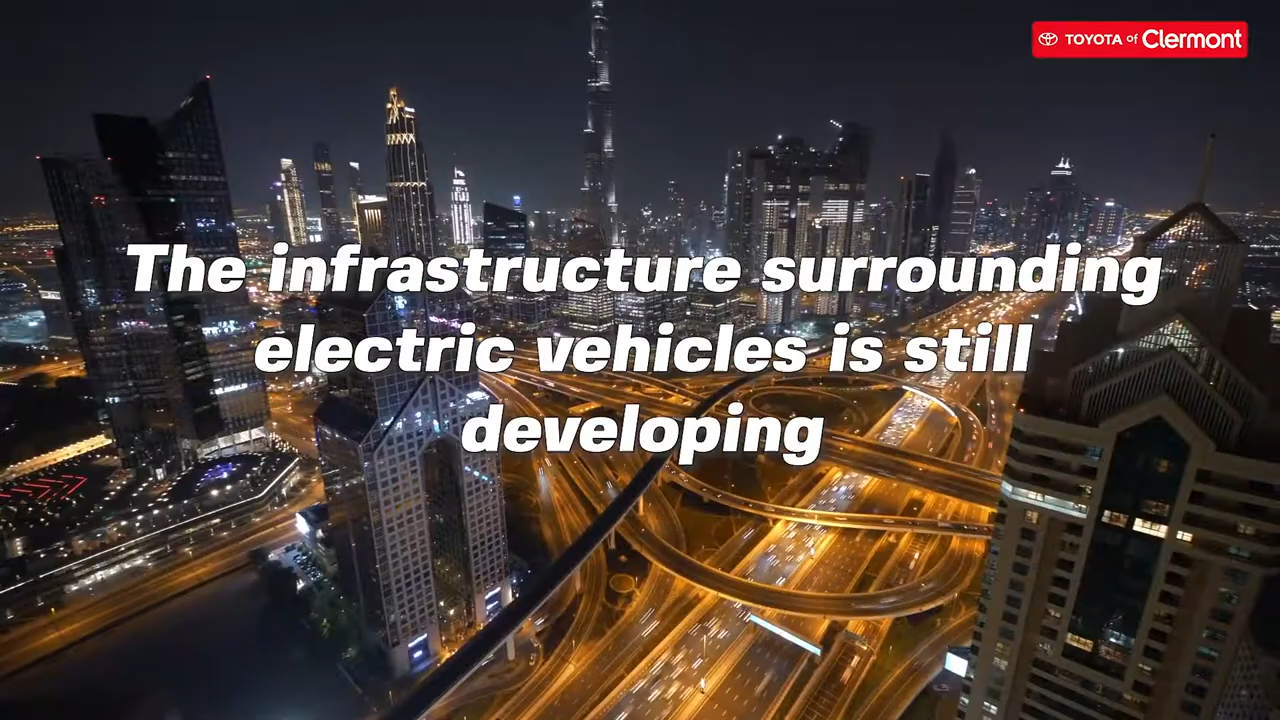 TOYOTA of Clermont
The infrastructure surrounding
electric vehicles is still
developing